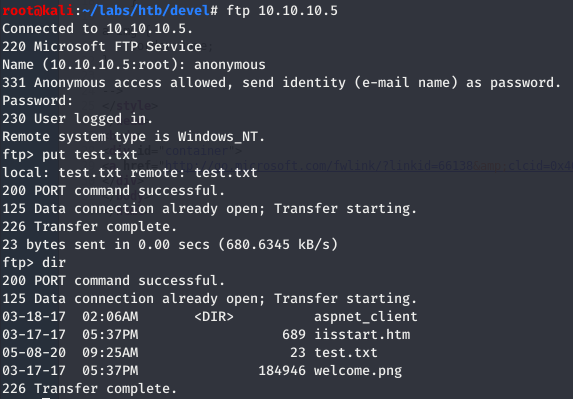 root@kali:~/labs/htb/devel# ftp 10.10.10.5
Connected to 10.10.10.5.
220 Microsoft FTP Service
Name (10.10.10.5:root): anonymous
331 Anonymous access allowed, send identity (e-mail name) as password.
Password:
</style>
230 User logged in.
Remote system type is Windows_NT.
ftp> put test.txt
local: test.txt remote: test.txt
200 PORT command successful.
125 Data connection already open; Transfer starting.
226 Transfer complete.
23 bytes sent in 0.00 secs (680.6345 kB/s)
ftp> dir
200 PORT command successful.
125 Data connection already open; Transfer starting.
03-18-17 02:06AM <DIR> aspnet_client
03-17-17 05:37PM 689 iisstart.htm
05-08-20 09:25AM 23 test.txt
03-17-17 05:37PM 184946 welcome.png
226 Transfer complete.